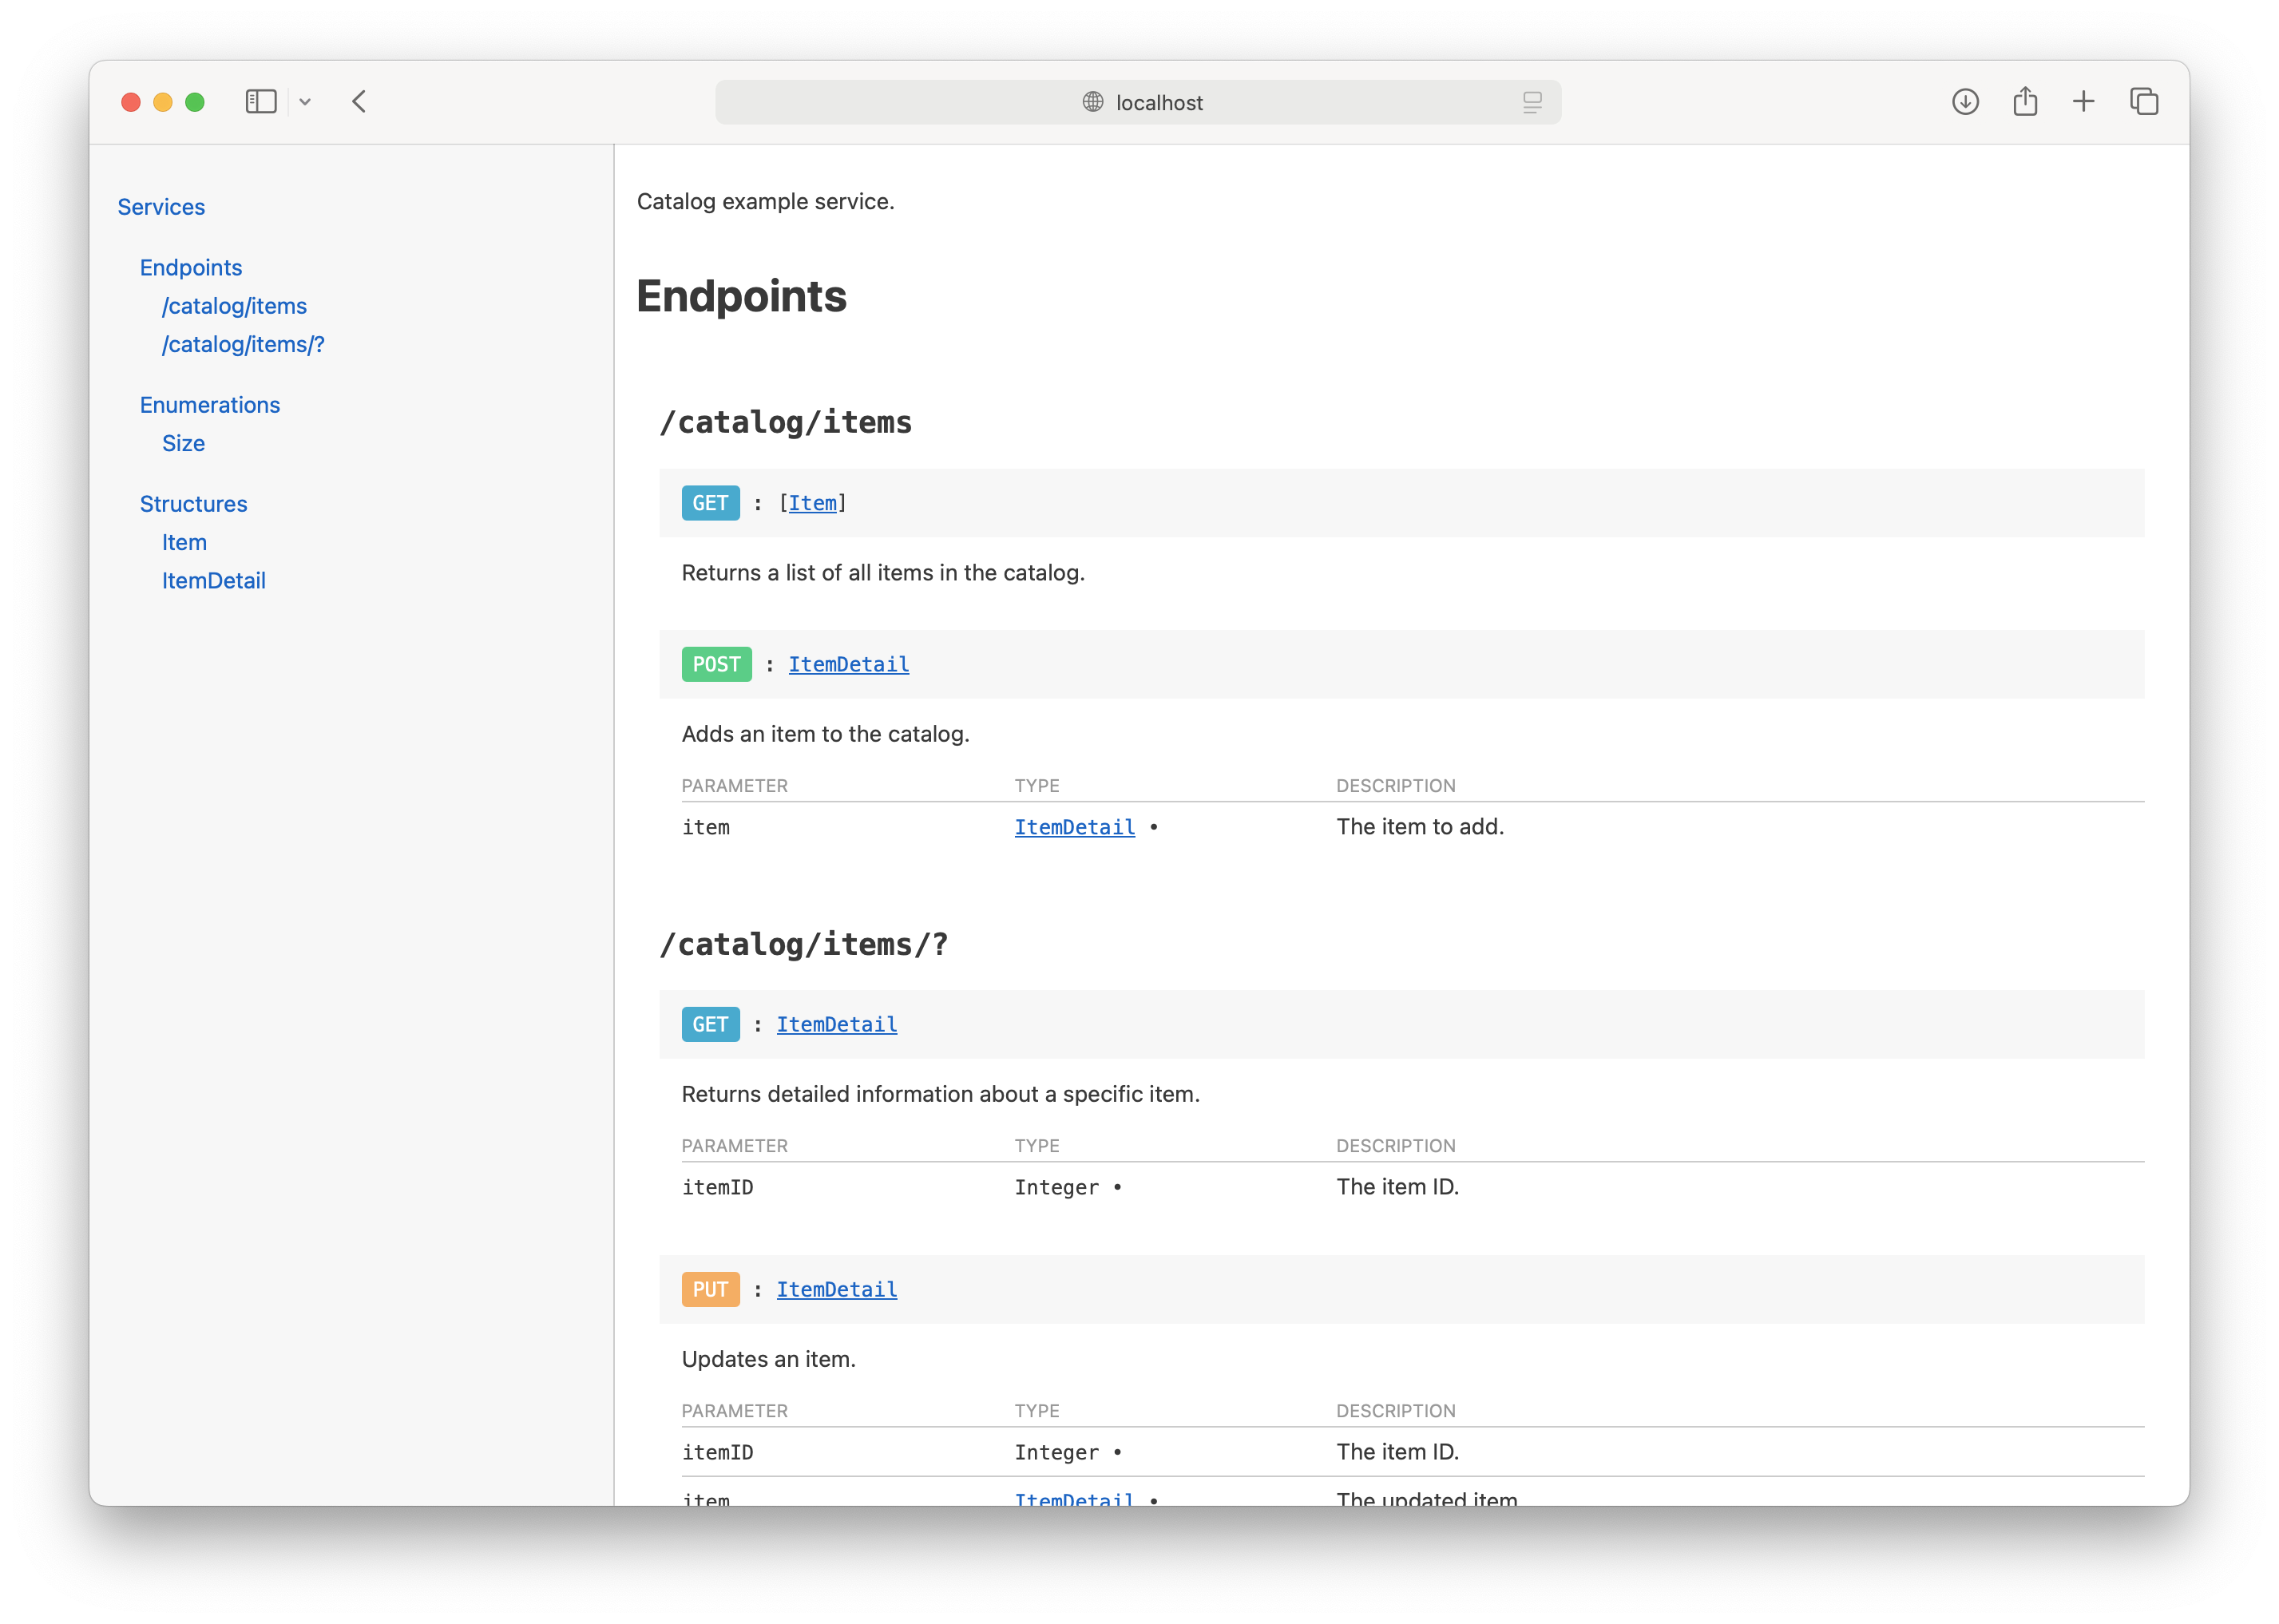 localhost
Services
Endpoints
/catalog/items
/catalog/items/?
Enumerations
Size
Structures
Item
ItemDetail
Catalog example service.
Endpoints
/catalog/items
GET : [Item]
Returns a list of all items in the catalog.
POST : ItemDetail
Adds an item to the catalog.
PARAMETER TYPE DESCRIPTION
item ItemDetail • The item to add.
/catalog/items/?
GET : ItemDetail
Returns detailed information about a specific item.
PARAMETER TYPE DESCRIPTION
itemID Integer • The item ID.
PUT : ItemDetail
Updates an item.
PARAMETER TYPE DESCRIPTION
itemID Integer • The item ID.
item ItemDetail • The updated item